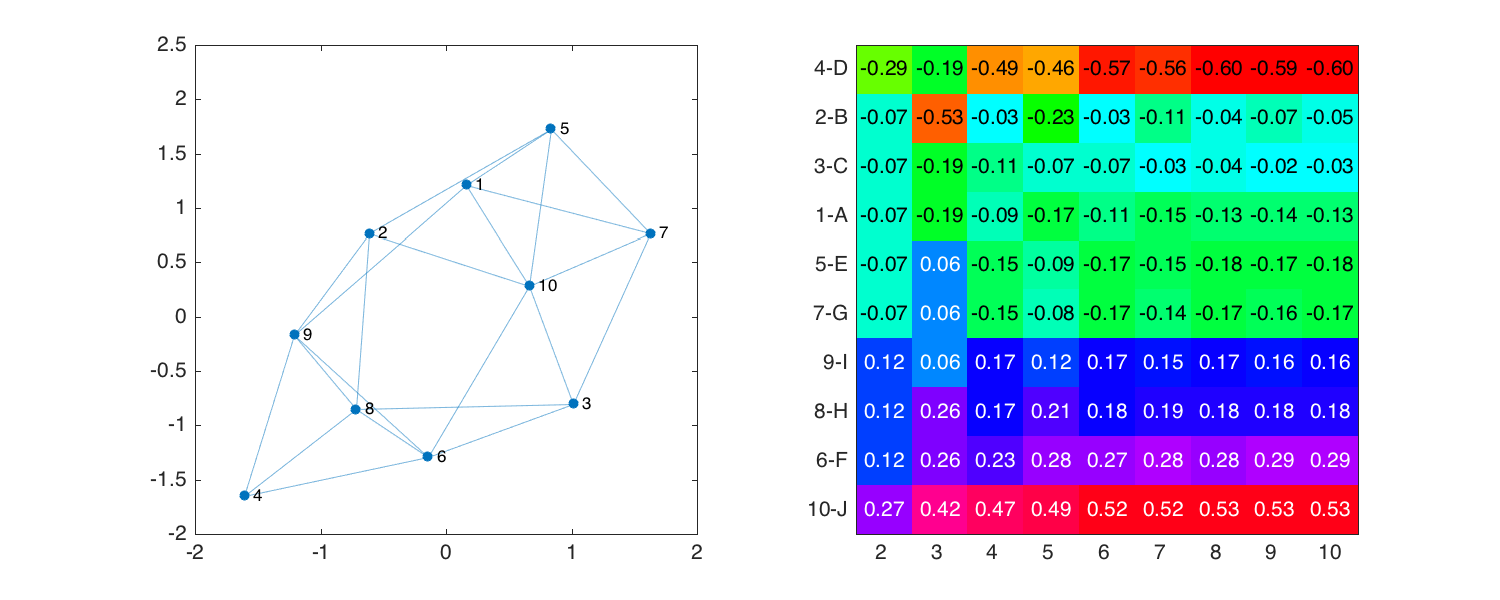 2.5
2
1.5
1
0.5
0
-0.5
-1
-1.5
-2
-2 -1 0 1 2
5
1
2
7
10
9
8
3
6
4
4-D -0.29 -0.19 -0.49 -0.46 -0.57 -0.56 -0.60 -0.59 -0.60
2-B -0.07 -0.53 -0.03 -0.23 -0.03 -0.11 -0.04 -0.07 -0.05
3-C -0.07 -0.19 -0.11 -0.07 -0.07 -0.03 -0.04 -0.02 -0.03
1-A -0.07 -0.19 -0.09 -0.17 -0.11 -0.15 -0.13 -0.14 -0.13
5-E -0.07 0.06 -0.15 -0.09 -0.17 -0.15 -0.18 -0.17 -0.18
7-G -0.07 0.06 -0.15 -0.08 -0.17 -0.14 -0.17 -0.16 -0.17
9-I 0.12 0.06 0.17 0.12 0.17 0.15 0.17 0.16 0.16
8-H 0.12 0.26 0.17 0.21 0.18 0.19 0.18 0.18 0.18
6-F 0.12 0.26 0.23 0.28 0.27 0.28 0.28 0.29 0.29
10-J 0.27 0.42 0.47 0.49 0.52 0.52 0.53 0.53 0.53
2 3 4 5 6 7 8 9 10